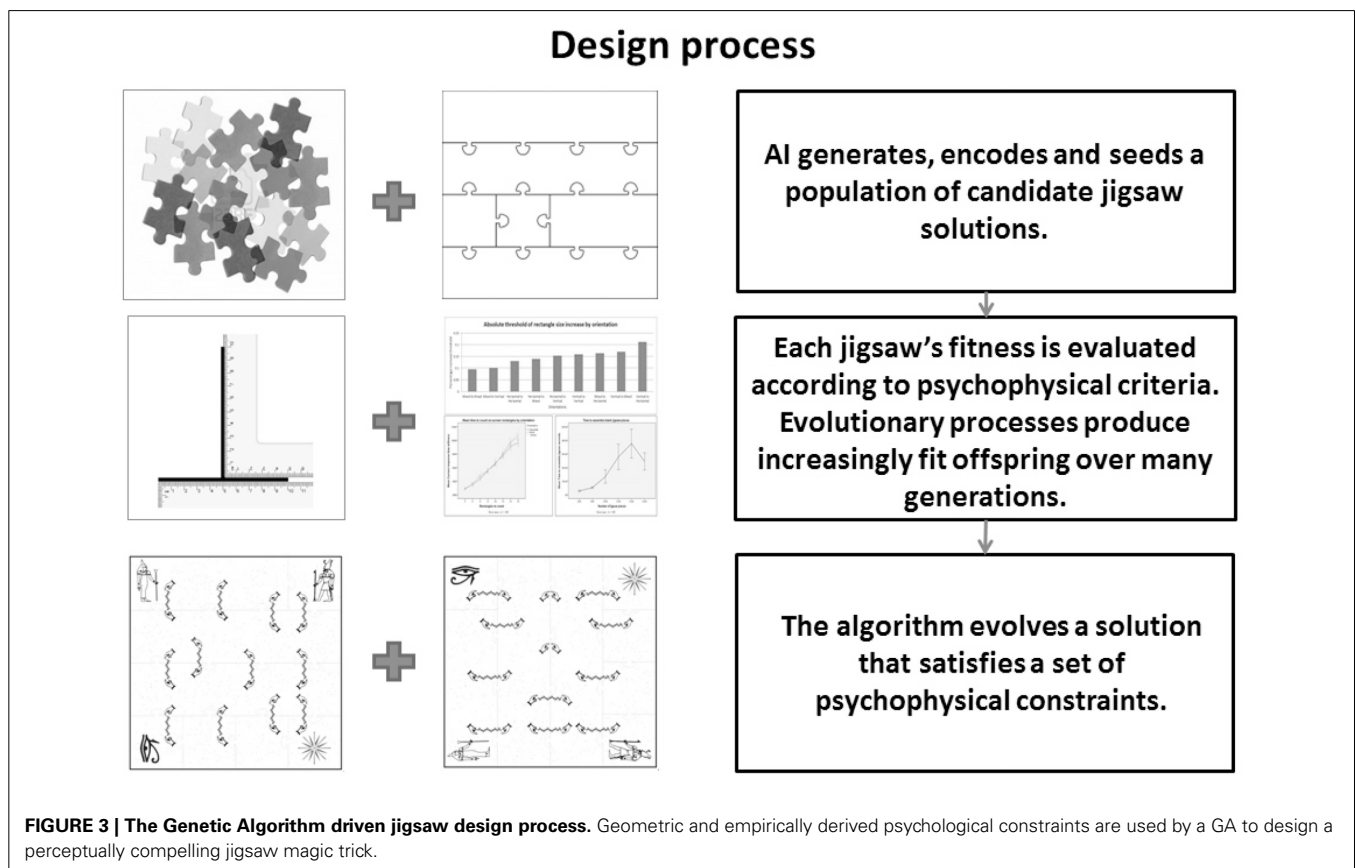 Design process
AI generates, encodes and seeds a
population of candidate jigsaw
solutions.
Absolute threshold of rectangle size increase by orientation
Each jigsaw's fitness is evaluated
according to psychophysical criteria.
Evolutionary processes produce
increasingly fit offspring over many
generations.
The algorithm evolves a solution
that satisfies a set of
psychophysical constraints.
FIGURE 3 | The Genetic Algorithm driven jigsaw design process. Geometric and empirically derived psychological constraints are used by a GA to design a
perceptually compelling jigsaw magic trick.